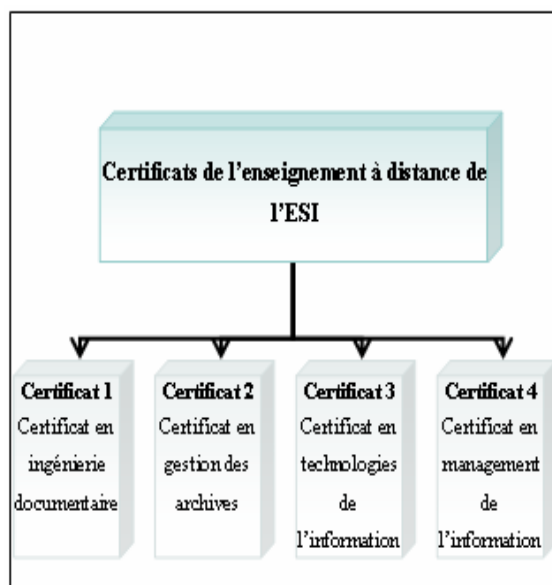 Certificats de l'enseignement à distance de
l'ESI
Certificat 1
Certificat en
ingénierie
documentaire
Certificat 2
Certificat en
gestion des
archives
Certificat 3
Certificat en
technologies
de
l'information
Certificat 4
Certificat en
management
de
l'information